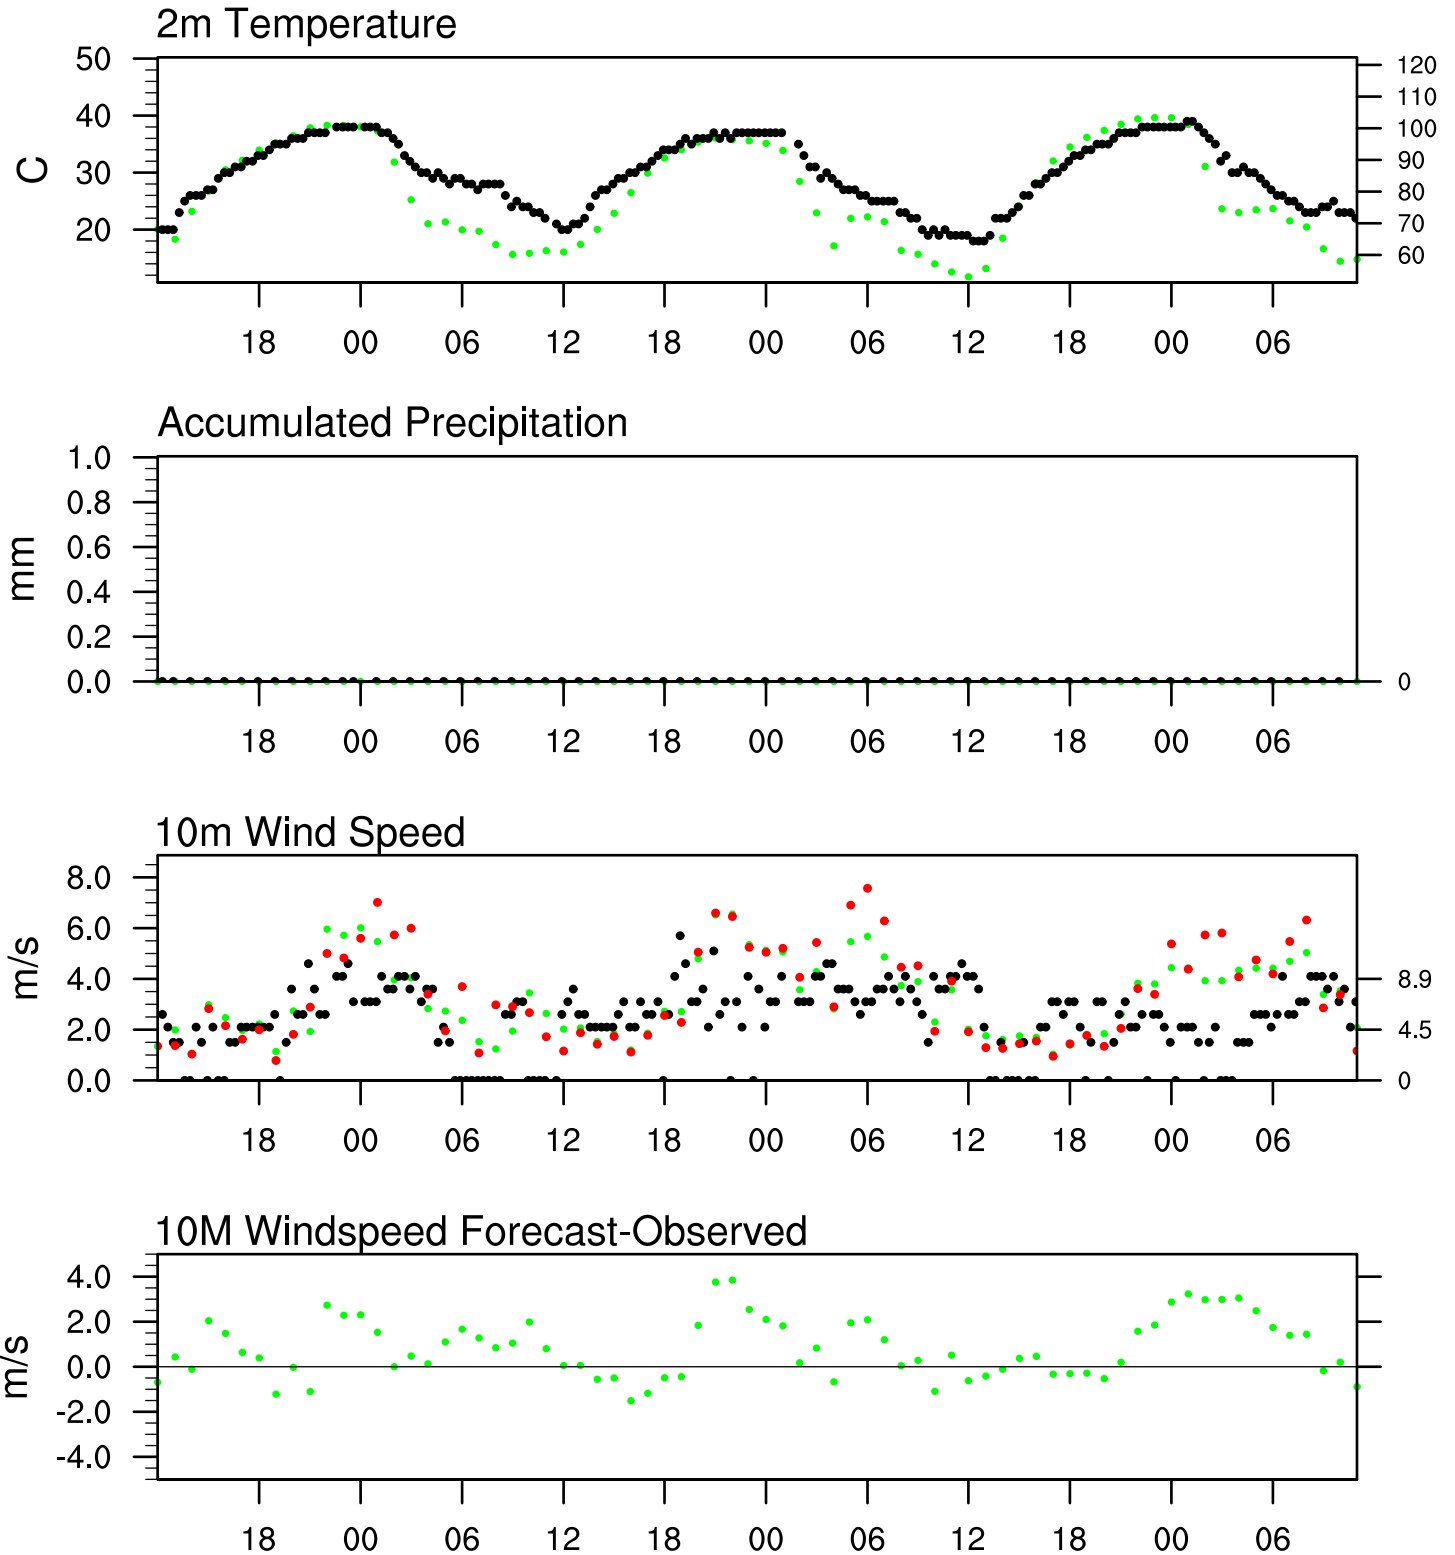 2m Temperature
50 120
40 110
100
30 90
80
20 70
60
C
18 00 06 12 18 00 06 12 18 00 06
Accumulated Precipitation
1.0
0.8
0.6
0.4
0.2
0.0 0
mm
18 00 06 12 18 00 06 12 18 00 06
10m Wind Speed
8.0
6.0
4.0 8.9
2.0 4.5
0.0 0
m/s
18 00 06 12 18 00 06 12 18 00 06
10M Windspeed Forecast-Observed
4.0
2.0
0.0
-2.0
-4.0
m/s
18 00 06 12 18 00 06 12 18 00 06